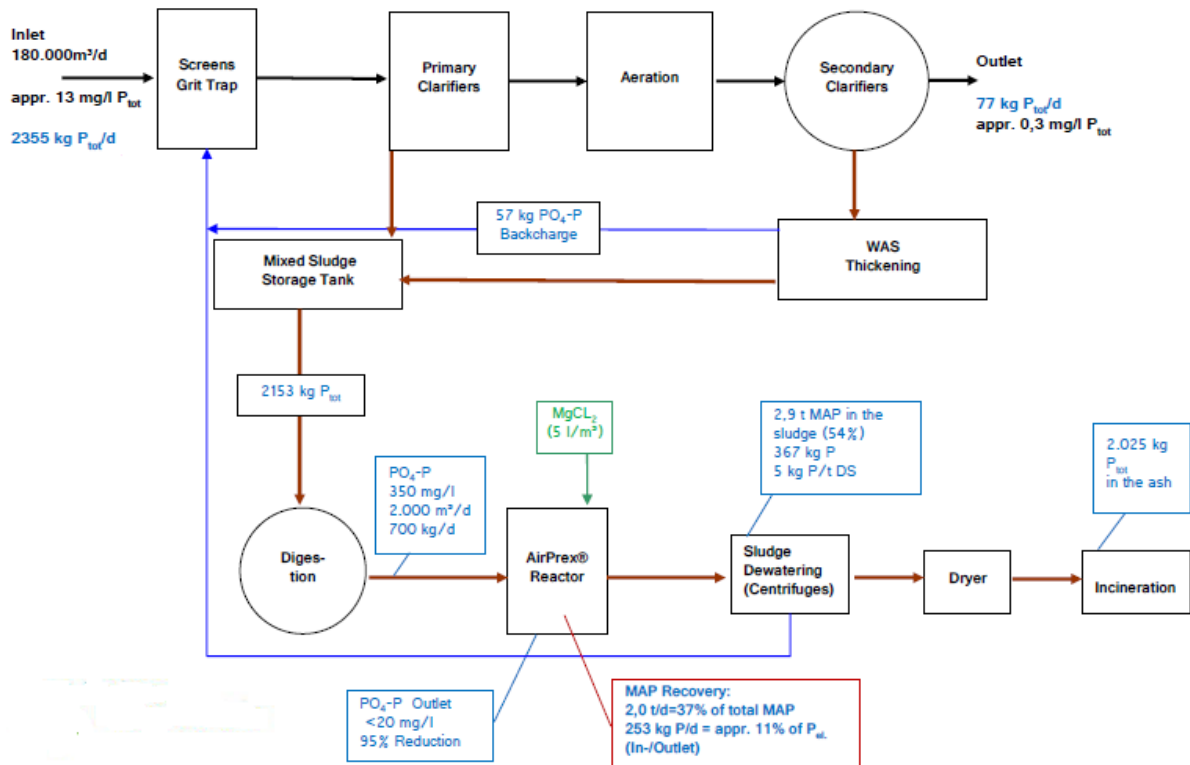 Inlet
180.000m³/d
appr. 13 mg/l Ptot
2355 kg Ptot/d
Screens
Grit Trap
Primary
Clarifiers
Aeration
Secondary
Clarifiers
Outlet
77 kg Ptot/d
appr. 0,3 mg/l Ptot
57 kg PO4-P
Backcharge
Mixed Sludge
Storage Tank
WAS
Thickening
2153 kg Ptot
MgCL2
(5 l/m³)
2,9 t MAP in the
sludge (54%)
367 kg P
5 kg P/t DS
2.025 kg
Ptot
in the ash
PO4-P
350 mg/l
2.000 m³/d
700 kg/d
Diges-
tion
AirPrex®
Reactor
Sludge
Dewatering
(Centrifuges)
Dryer
Incineration
PO4-P Outlet
<20 mg/l
95% Reduction
MAP Recovery:
2,0 t/d=37% of total MAP
253 kg P/d = appr. 11% of Pel.
(In-/Outlet)